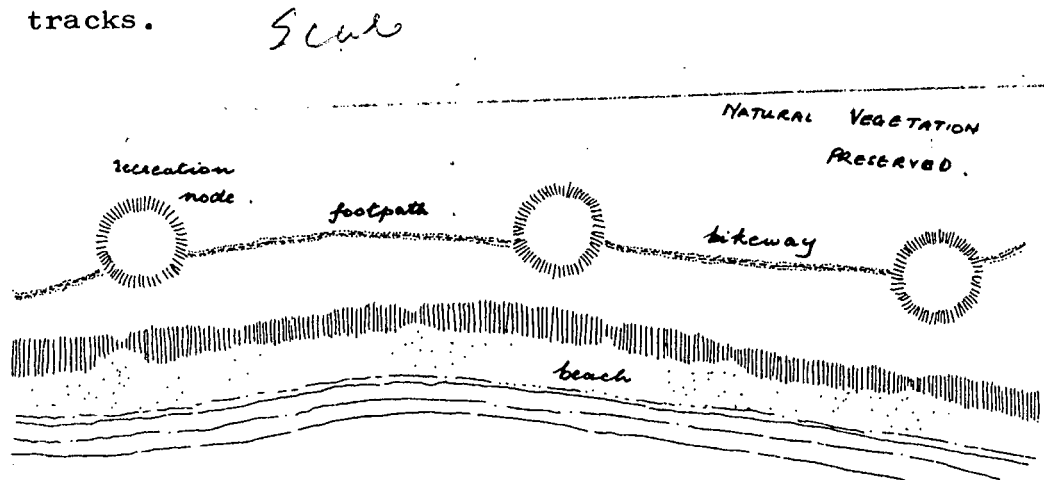 tracks.
NATURAL VEGETATION
PRESERVED.
recreation
node.
footpath
bikeway
beach